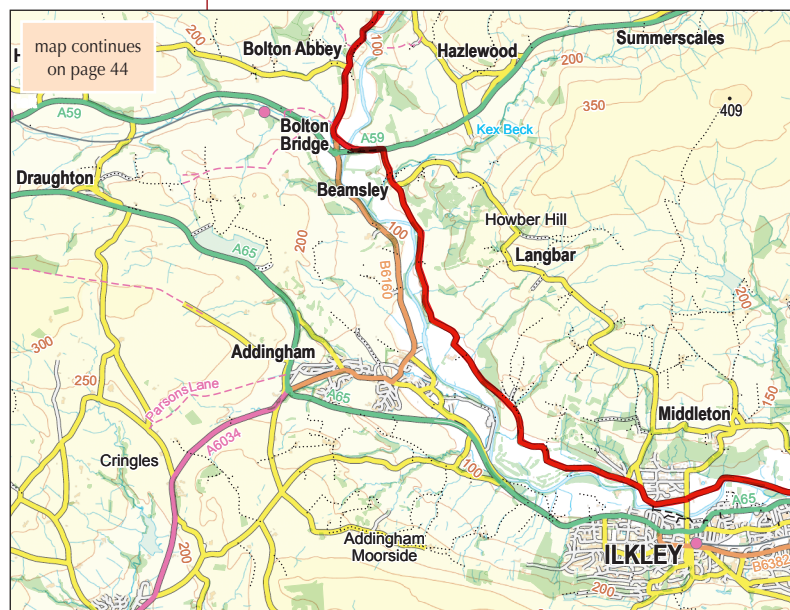 map continues
on page 44
H
200
Bolton Abbey
100
Hazlewood
Summerscales
200
350
409
A59
Bolton
Bridge
A59
Kex Beck
Draughton
Beamsley
100
Howber Hill
Langbar
200
A65
B6160
200
300
Addingham
250
Parsons Lane
A65
150
Middleton
A6034
Cringles
100
A65
200
Addingham
Moorside
ILKLEY
B6382
200